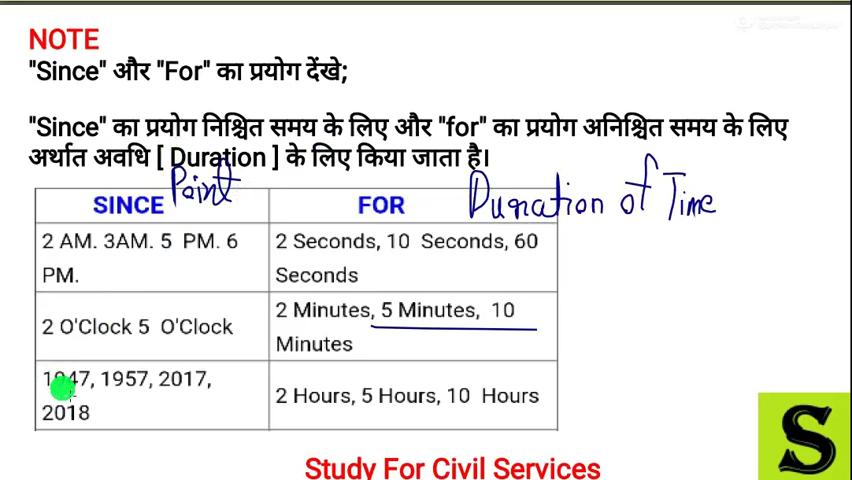 NOTE
"Since" और "For" का प्रयोग देंखे;
"Since" का प्रयोग निश्चित समय के लिए और "for" का प्रयोग अनिश्चित समय के लिए
अर्थात अवधि [ Duration ] के लिए किया जाता है।
SINCE Point
FOR Duration of Time
2 AM. 3AM. 5 PM. 6
PM.
2 Seconds, 10 Seconds, 60
Seconds
2 O'Clock 5 O'Clock
2 Minutes, 5 Minutes, 10
Minutes
1947, 1957, 2017,
2018
2 Hours, 5 Hours, 10 Hours
Study For Civil Services
S